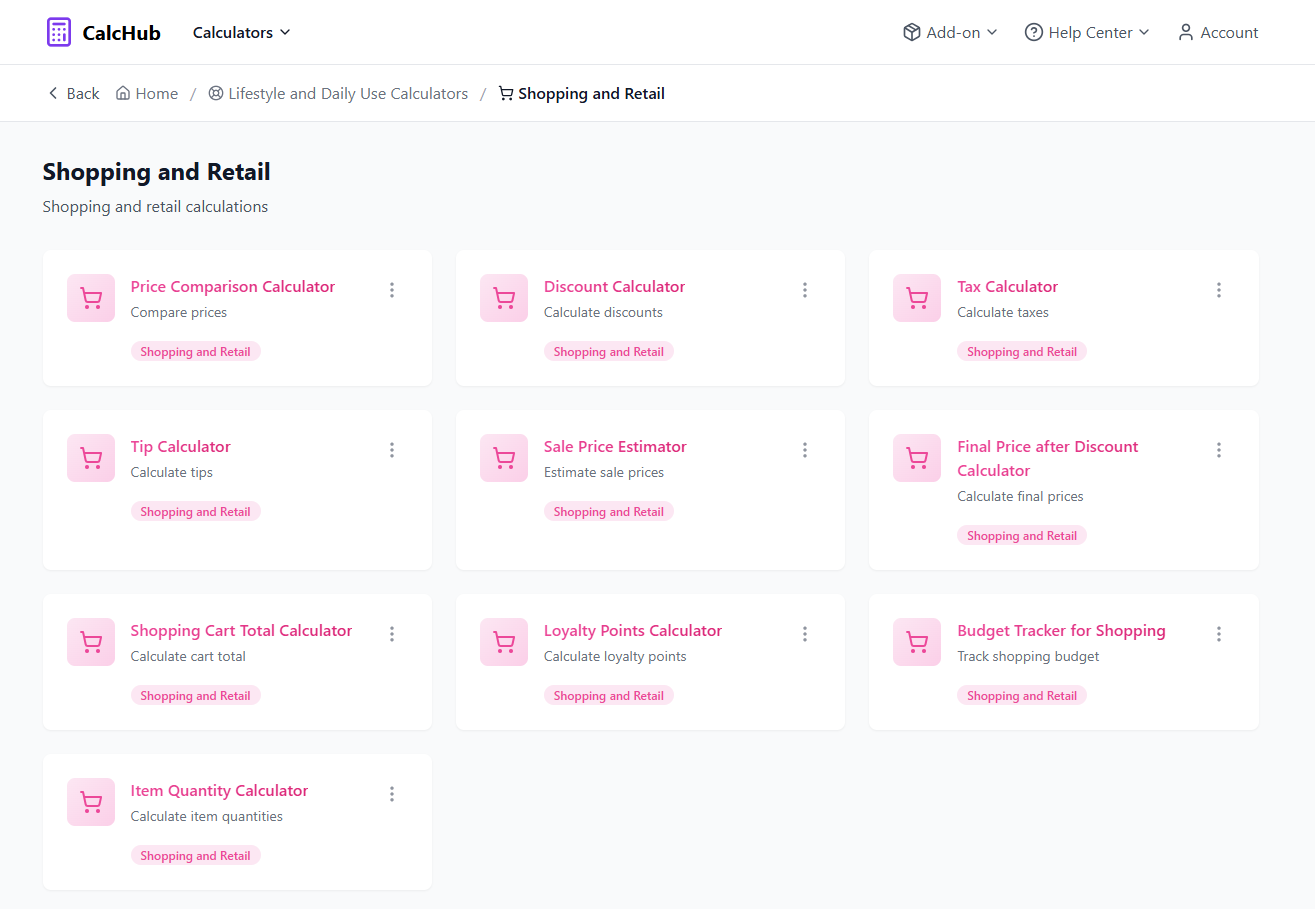 CalcHub
Calculators
Add-on
Help Center
Account
Back
Home
/
Lifestyle and Daily Use Calculators
/
Shopping and Retail
Shopping and Retail
Shopping and retail calculations
Price Comparison Calculator
Compare prices
Shopping and Retail
Discount Calculator
Calculate discounts
Shopping and Retail
Tax Calculator
Calculate taxes
Shopping and Retail
Tip Calculator
Calculate tips
Shopping and Retail
Sale Price Estimator
Estimate sale prices
Shopping and Retail
Final Price after Discount
Calculator
Calculate final prices
Shopping and Retail
Shopping Cart Total Calculator
Calculate cart total
Shopping and Retail
Loyalty Points Calculator
Calculate loyalty points
Shopping and Retail
Budget Tracker for Shopping
Track shopping budget
Shopping and Retail
Item Quantity Calculator
Calculate item quantities
Shopping and Retail